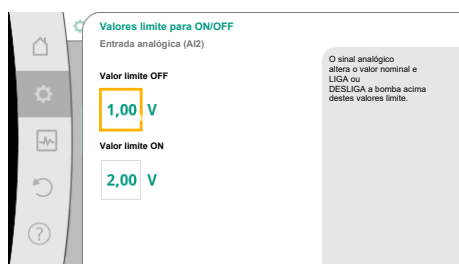 Valores limite para ON/OFF
Entrada analógica (AI2)
Valor limite OFF
1,00 V
Valor limite ON
2,00 V
O sinal analógico
altera o valor nominal e
LIGA ou
DESLIGA a bomba acima
destes valores limite.
?